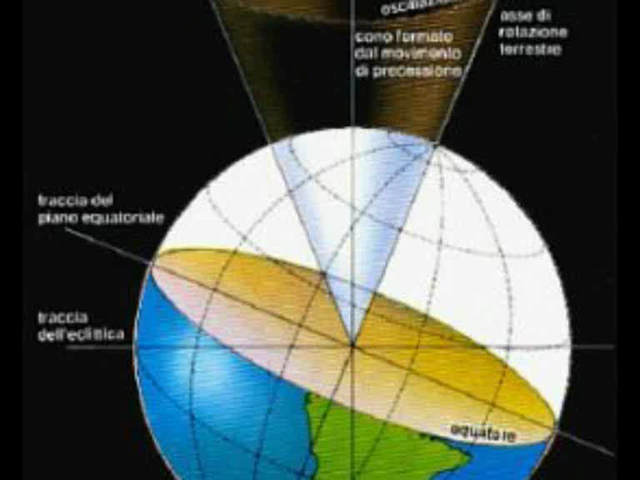 asse di
rotazione
terrestre
cono formato
dal movimento
di precessione
traccia del
piano equatoriale
traccia
dell'eclittica
equatore